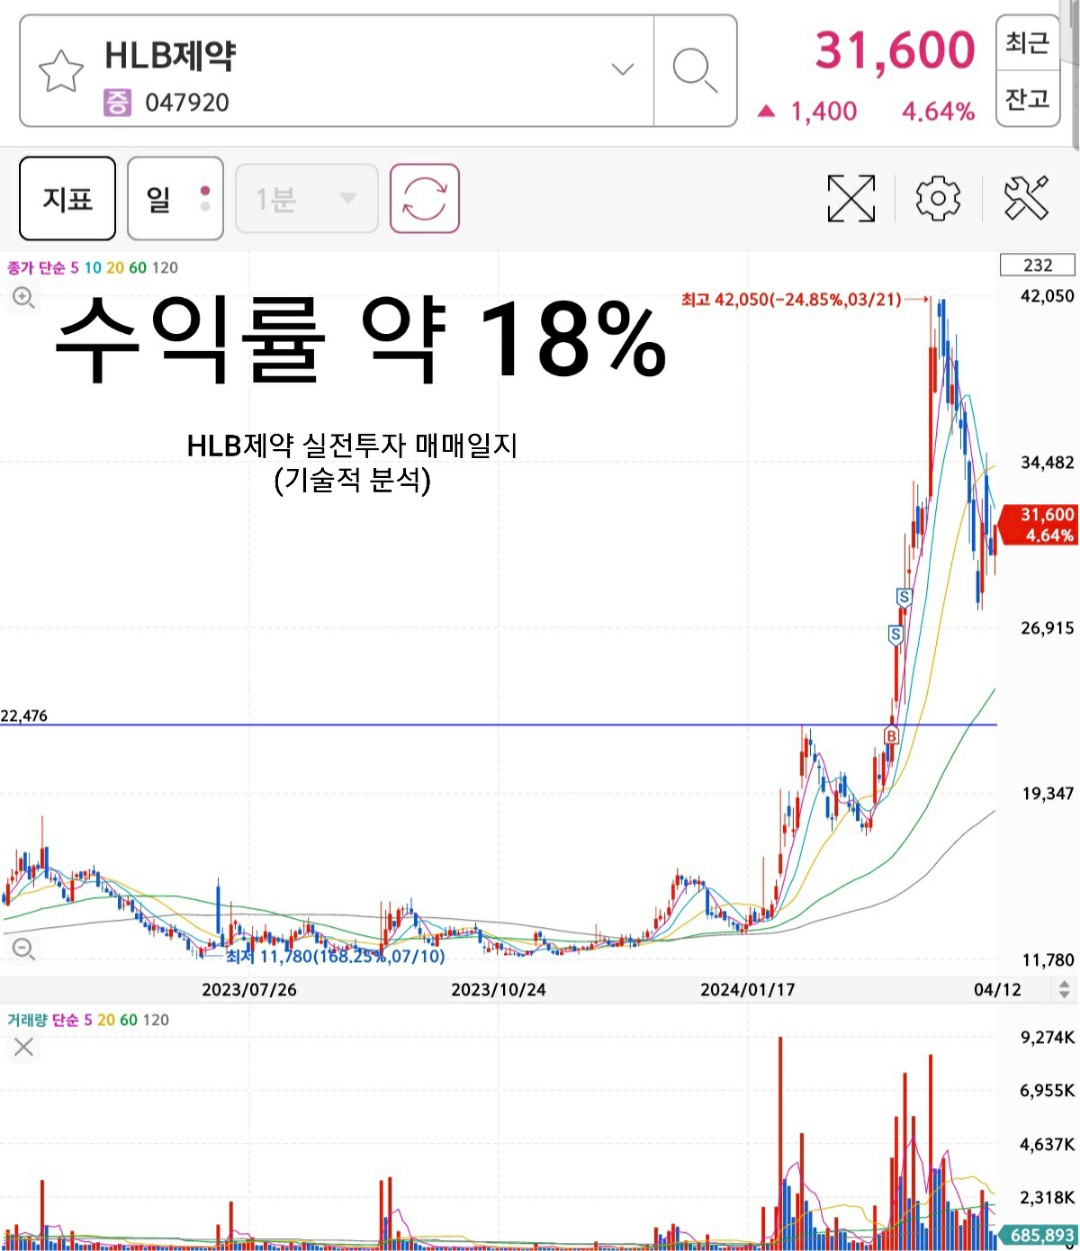 HLB제약
증 047920
31,600
▲ 1,400 4.64%
최근
잔고
지표
일
1분
종가 단순 5 10 20 60 120
232
수익률 약 18%
HLB제약 실전투자 매매일지
(기술적 분석)
최고 42,050(-24.85%,03/21)
42,050
34,482
31,600
4.64%
S
26,915
S
22,476
B
19,347
최저 11,780(168.25%,07/10)
11,780
2023/07/26 2023/10/24 2024/01/17 04/12
거래량 단순 5 20 60 120
9,274K
6,955K
4,637K
2,318K
685,893